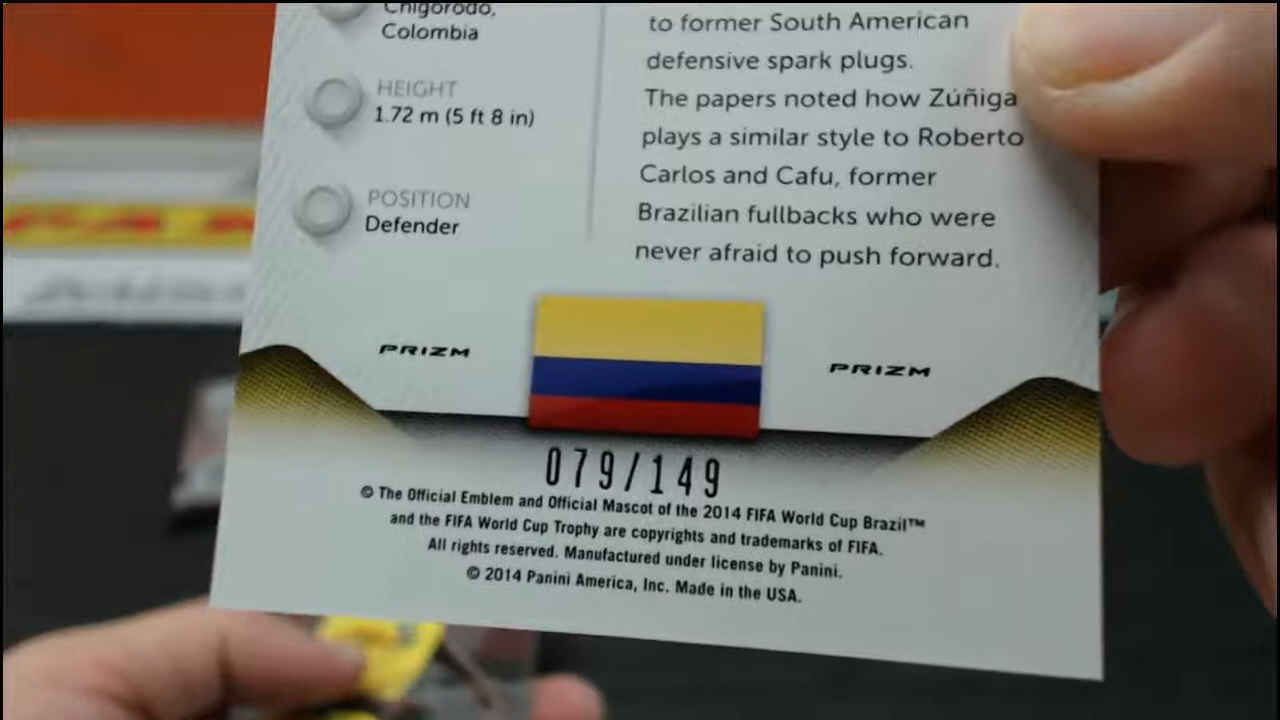 Chigorodó,
Colombia
HEIGHT
1.72 m (5 ft 8 in)
POSITION
Defender
to former South American
defensive spark plugs.
The papers noted how Zúñiga
plays a similar style to Roberto
Carlos and Cafu, former
Brazilian fullbacks who were
never afraid to push forward.
PRIZM
PRIZM
079/149
© The Official Emblem and Official Mascot of the 2014 FIFA World Cup Brazil™
and the FIFA World Cup Trophy are copyrights and trademarks of FIFA.
All rights reserved. Manufactured under license by Panini.
© 2014 Panini America, Inc. Made in the USA.